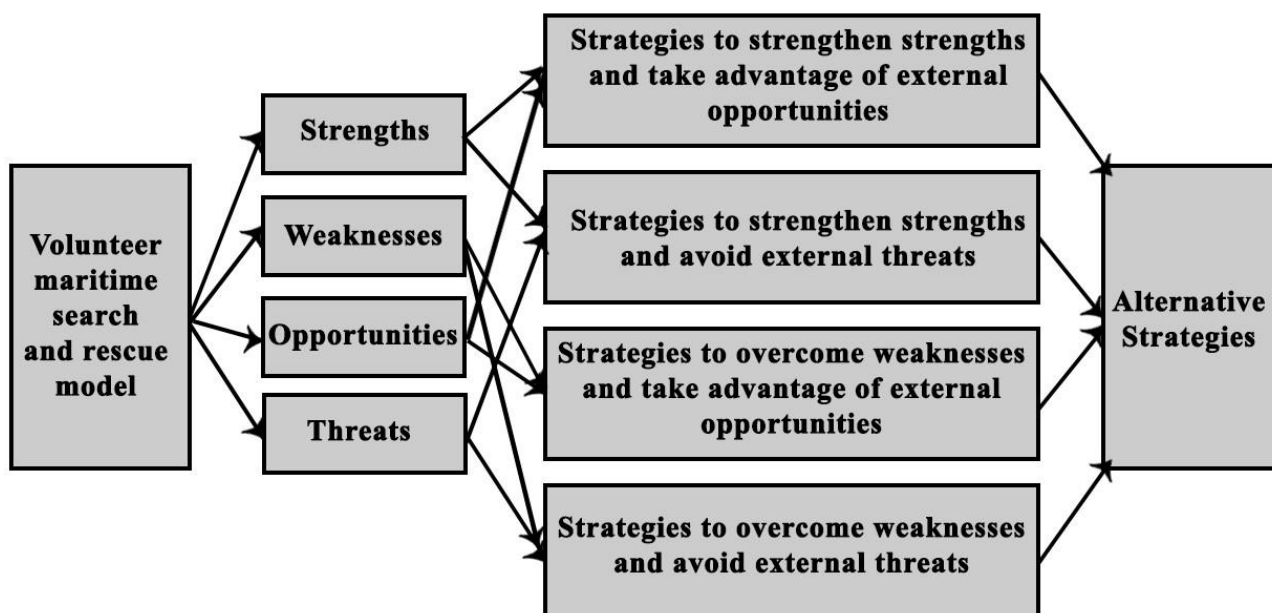 Volunteer
maritime
search
and rescue
model
Strengths
Weaknesses
Opportunities
Threats
Strategies to strengthen strengths
and take advantage of external
opportunities
Strategies to strengthen strengths
and avoid external threats
Strategies to overcome weaknesses
and take advantage of external
opportunities
Strategies to overcome weaknesses
and avoid external threats
Alternative
Strategies